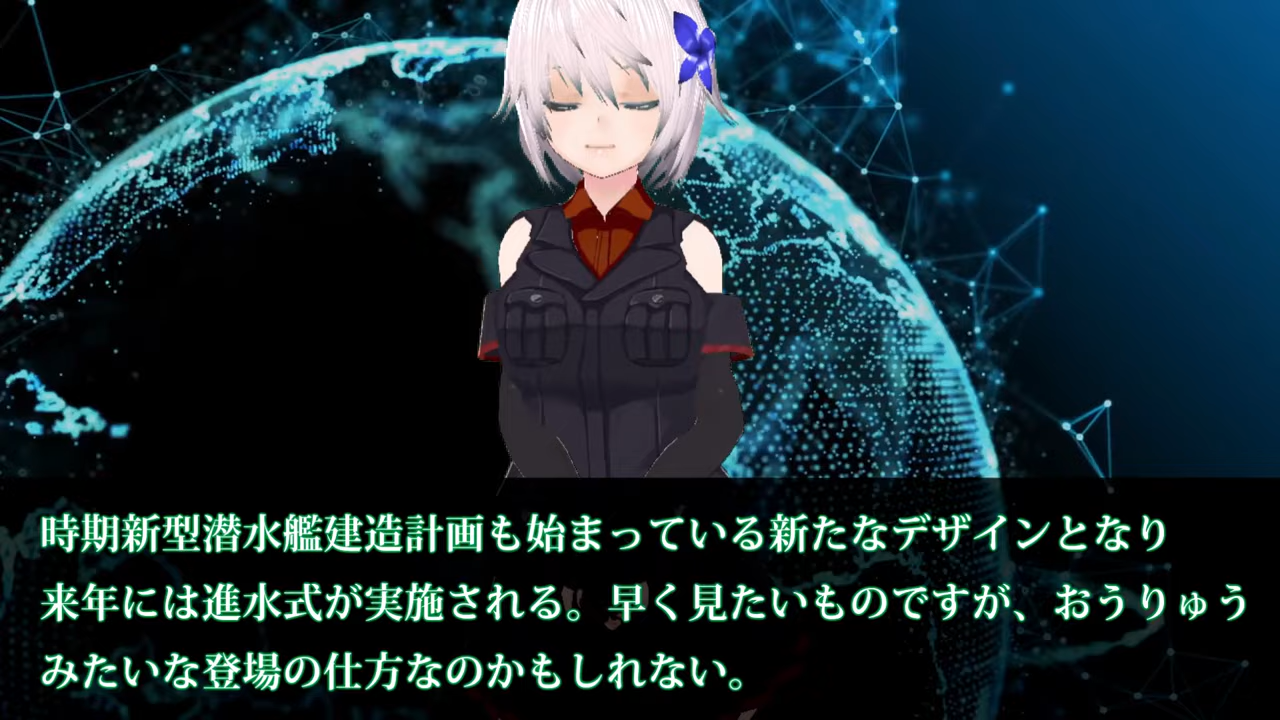 時期新型潜水艦建造計画も始まっている新たなデザインとなり
来年には進水式が実施される。早く見たいものですが、おうりゅう
みたいな登場の仕方なのかもしれない。